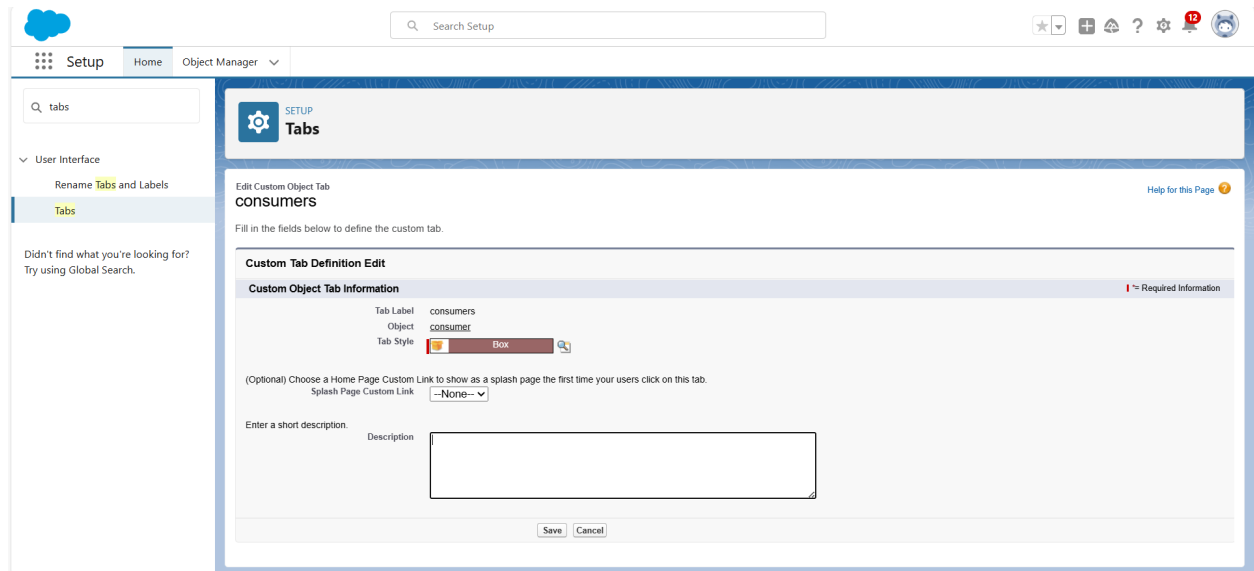 Search Setup
12
Setup
Home
Object Manager
tabs
User Interface
Rename Tabs and Labels
Tabs
Didn't find what you're looking for?
Try using Global Search.
SETUP
Tabs
Edit Custom Object Tab
consumers
Help for this Page ?
Fill in the fields below to define the custom tab.
Custom Tab Definition Edit
Custom Object Tab Information
*= Required Information
Tab Label consumers
Object consumer
Tab Style Box
(Optional) Choose a Home Page Custom Link to show as a splash page the first time your users click on this tab.
Splash Page Custom Link --None--
Enter a short description.
Description
Save Cancel